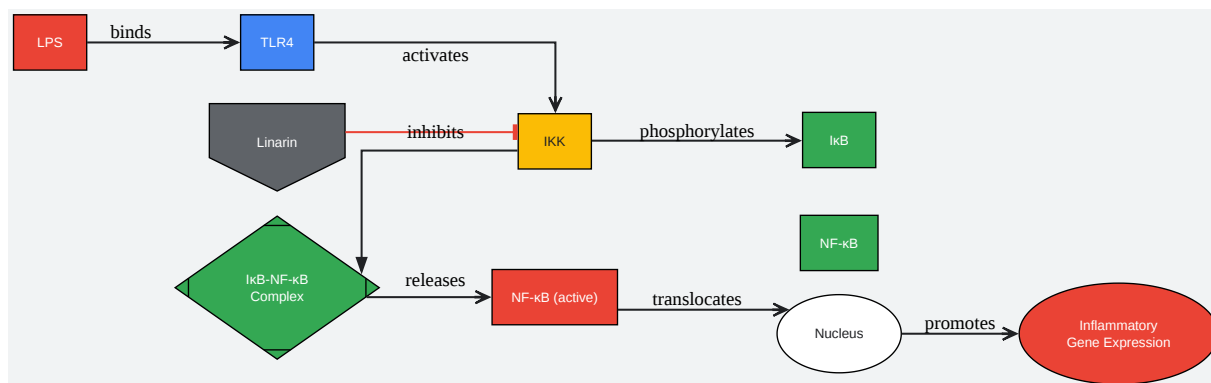 LPS
binds
TLR4
activates
Linarin
inhibits
IKK
phosphorylates
IκB
NF-κB
IκB-NF-κB
Complex
releases
NF-κB (active)
translocates
Nucleus
promotes
Inflammatory
Gene Expression